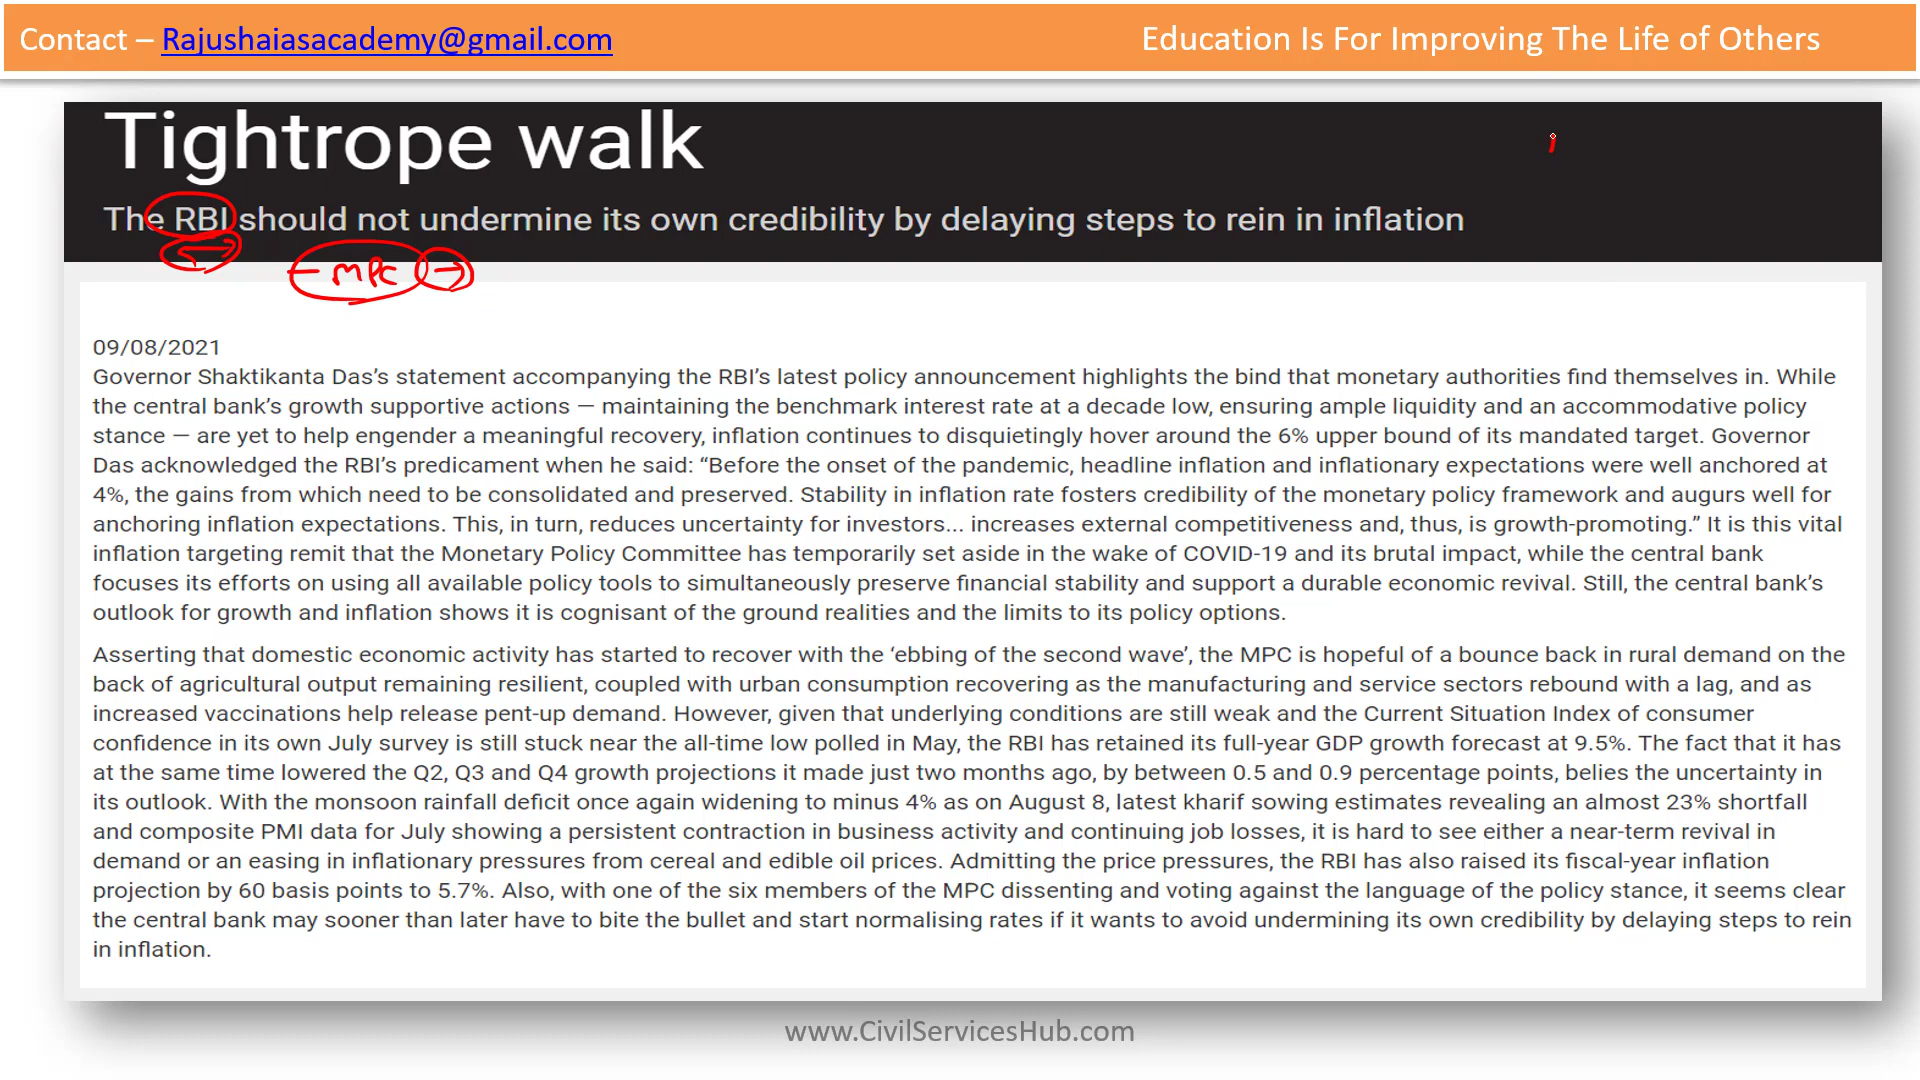 Contact – Rajushaiasacademy@gmail.com
Education Is For Improving The Life of Others
Tightrope walk
The RBI should not undermine its own credibility by delaying steps to rein in inflation
MPC
09/08/2021
Governor Shaktikanta Das’s statement accompanying the RBI’s latest policy announcement highlights the bind that monetary authorities find themselves in. While
the central bank’s growth supportive actions — maintaining the benchmark interest rate at a decade low, ensuring ample liquidity and an accommodative policy
stance — are yet to help engender a meaningful recovery, inflation continues to disquietingly hover around the 6% upper bound of its mandated target. Governor
Das acknowledged the RBI’s predicament when he said: “Before the onset of the pandemic, headline inflation and inflationary expectations were well anchored at
4%, the gains from which need to be consolidated and preserved. Stability in inflation rate fosters credibility of the monetary policy framework and augurs well for
anchoring inflation expectations. This, in turn, reduces uncertainty for investors... increases external competitiveness and, thus, is growth-promoting.” It is this vital
inflation targeting remit that the Monetary Policy Committee has temporarily set aside in the wake of COVID-19 and its brutal impact, while the central bank
focuses its efforts on using all available policy tools to simultaneously preserve financial stability and support a durable economic revival. Still, the central bank’s
outlook for growth and inflation shows it is cognisant of the ground realities and the limits to its policy options.
Asserting that domestic economic activity has started to recover with the ‘ebbing of the second wave’, the MPC is hopeful of a bounce back in rural demand on the
back of agricultural output remaining resilient, coupled with urban consumption recovering as the manufacturing and service sectors rebound with a lag, and as
increased vaccinations help release pent-up demand. However, given that underlying conditions are still weak and the Current Situation Index of consumer
confidence in its own July survey is still stuck near the all-time low polled in May, the RBI has retained its full-year GDP growth forecast at 9.5%. The fact that it has
at the same time lowered the Q2, Q3 and Q4 growth projections it made just two months ago, by between 0.5 and 0.9 percentage points, belies the uncertainty in
its outlook. With the monsoon rainfall deficit once again widening to minus 4% as on August 8, latest kharif sowing estimates revealing an almost 23% shortfall
and composite PMI data for July showing a persistent contraction in business activity and continuing job losses, it is hard to see either a near-term revival in
demand or an easing in inflationary pressures from cereal and edible oil prices. Admitting the price pressures, the RBI has also raised its fiscal-year inflation
projection by 60 basis points to 5.7%. Also, with one of the six members of the MPC dissenting and voting against the language of the policy stance, it seems clear
the central bank may sooner than later have to bite the bullet and start normalising rates if it wants to avoid undermining its own credibility by delaying steps to rein
in inflation.
www.CivilServicesHub.com